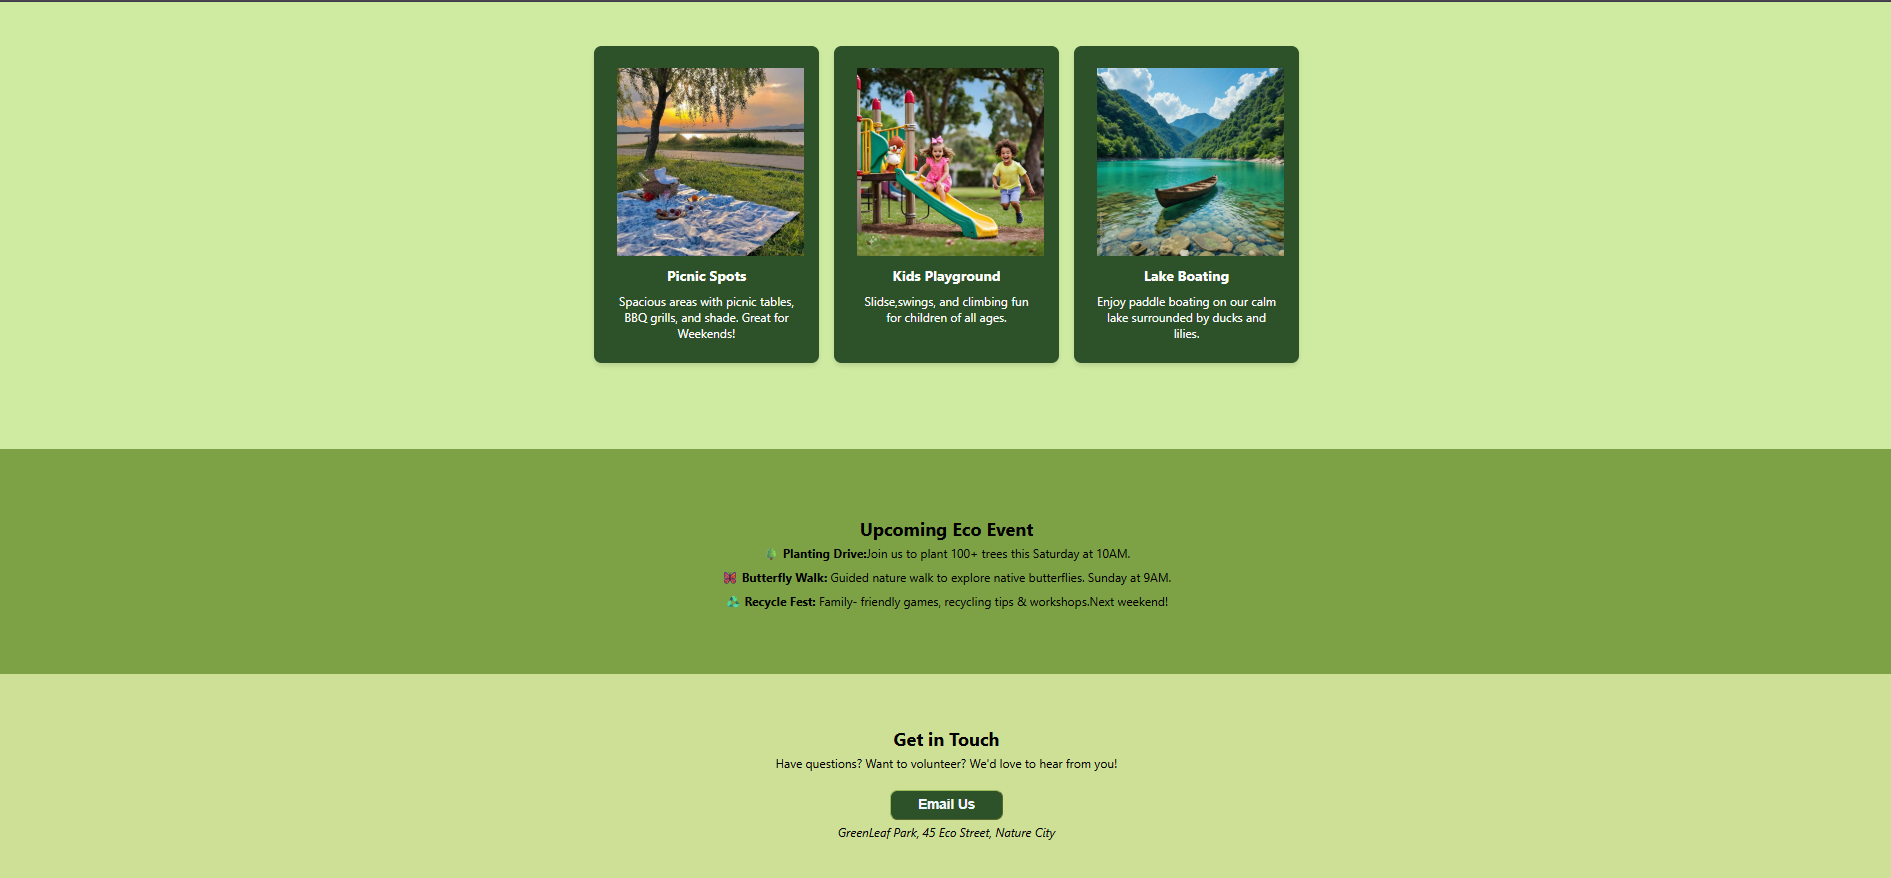 Picnic Spots
Spacious areas with picnic tables,
BBQ grills, and shade. Great for
Weekends!
Kids Playground
Slidse,swings, and climbing fun
for children of all ages.
Lake Boating
Enjoy paddle boating on our calm
lake surrounded by ducks and
lilies.
Upcoming Eco Event
Planting Drive:Join us to plant 100+ trees this Saturday at 10AM.
Butterfly Walk: Guided nature walk to explore native butterflies. Sunday at 9AM.
Recycle Fest: Family- friendly games, recycling tips & workshops.Next weekend!
Get in Touch
Have questions? Want to volunteer? We'd love to hear from you!
Email Us
GreenLeaf Park, 45 Eco Street, Nature City